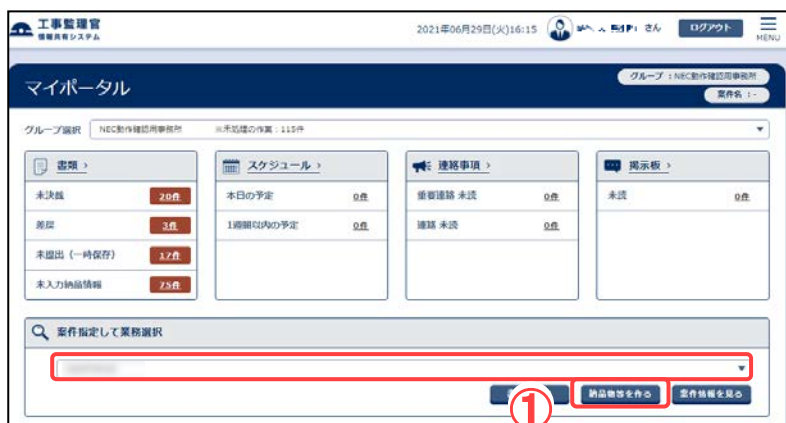 工事監理官
情報共有システム
2021年06月29日(火)16:15
さん
ログアウト
MENU
マイポータル
グループ：NEC動作確認用事務所
案件名：-
グループ選択 NEC動作確認用事務所 ※未処理の作業：115件
書類 ›
未決裁 20件
差戻 3件
未提出（一時保存） 17件
未入力納品情報 75件
スケジュール ›
本日の予定 0件
1週間以内の予定 0件
連絡事項 ›
重要連絡 未読 0件
連絡 未読 0件
掲示板 ›
未読 0件
案件指定して業務選択
①
納品物等を作る
案件情報を見る